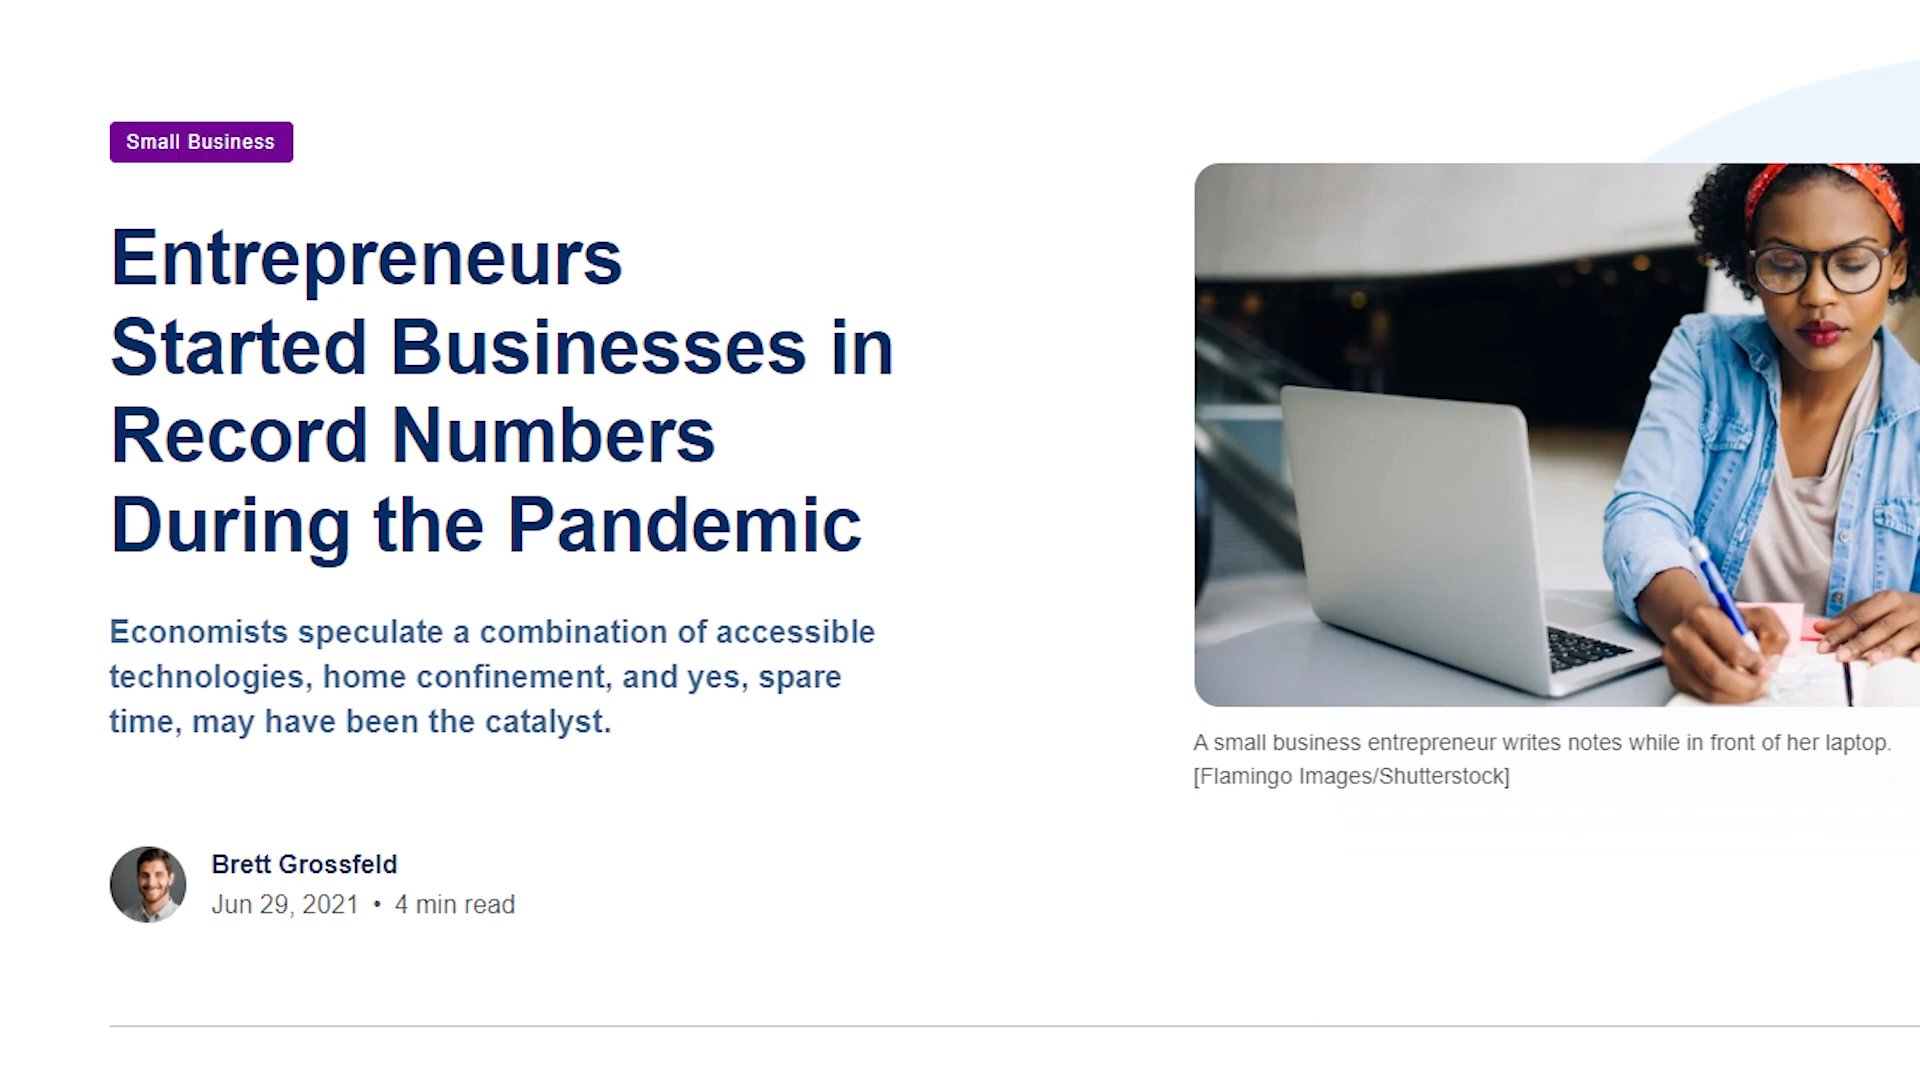 Small Business
Entrepreneurs
Started Businesses in
Record Numbers
During the Pandemic
Economists speculate a combination of accessible
technologies, home confinement, and yes, spare
time, may have been the catalyst.
Brett Grossfeld
Jun 29, 2021 • 4 min read
A small business entrepreneur writes notes while in front of her laptop.
[Flamingo Images/Shutterstock]